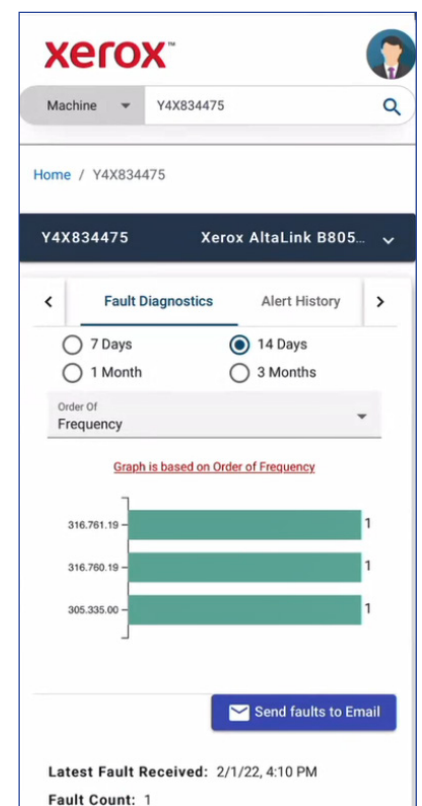 xerox™
Machine Y4X834475
Home / Y4X834475
Y4X834475 Xerox AltaLink B805...
Fault Diagnostics Alert History
7 Days 14 Days
1 Month 3 Months
Order Of
Frequency
Graph is based on Order of Frequency
316.761.19 1
316.760.19 1
305.335.00 1
Send faults to Email
Latest Fault Received: 2/1/22, 4:10 PM
Fault Count: 1